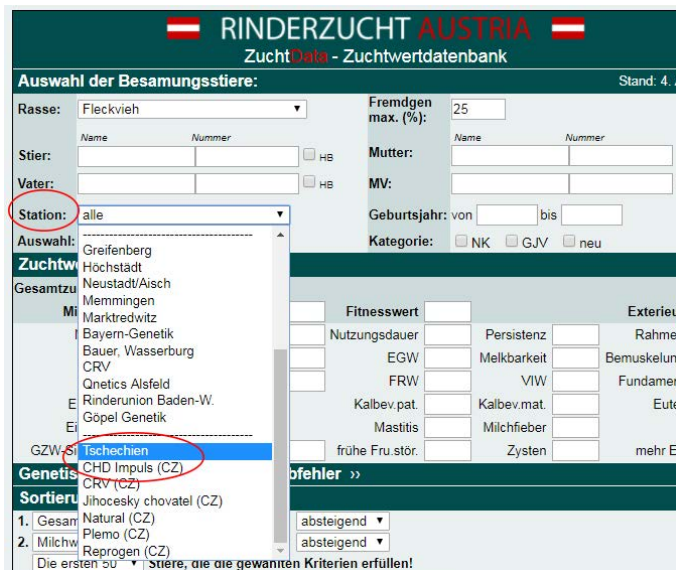 RINDERZUCHT AUSTRIA
ZuchtData - Zuchtwertdatenbank
Auswahl der Besamungsstiere: Stand: 4.
Rasse: Fleckvieh Fremdgen max. (%): 25
Name Nummer Name Nummer
Stier: HB Mutter:
Vater: HB MV:
Station: alle Geburtsjahr: von bis
Auswahl: Kategorie: NK GJV neu
Greifenberg
Höchstädt
Neustadt/Aisch
Memmingen
Marktredwitz
Bayern-Genetik
Bauer, Wasserburg
CRV
Qnetics Alsfeld
Rinderunion Baden-W.
Göpel Genetik
Tschechien
CHD Impuls (CZ)
CRV (CZ)
Jihocesky chovatel (CZ)
Natural (CZ)
Plemo (CZ)
Reprogen (CZ)
Zuchtw
Gesamtzu
Mi Fitnesswert Exterieu
Nutzungsdauer Persistenz Rahme
EGW Melkbarkeit Bemuskelun
FRW VIW Fundamen
E Kalbev.pat. Kalbev.mat. Eute
Ei Mastitis Milchfieber
GZW-Si frühe Fru.stör. Zysten mehr E
Genetis bfehler »
Sortieru
1. Gesam absteigend
2. Milchw absteigend
Die ersten 50 Stiere, die die gewählten Kriterien erfüllen!